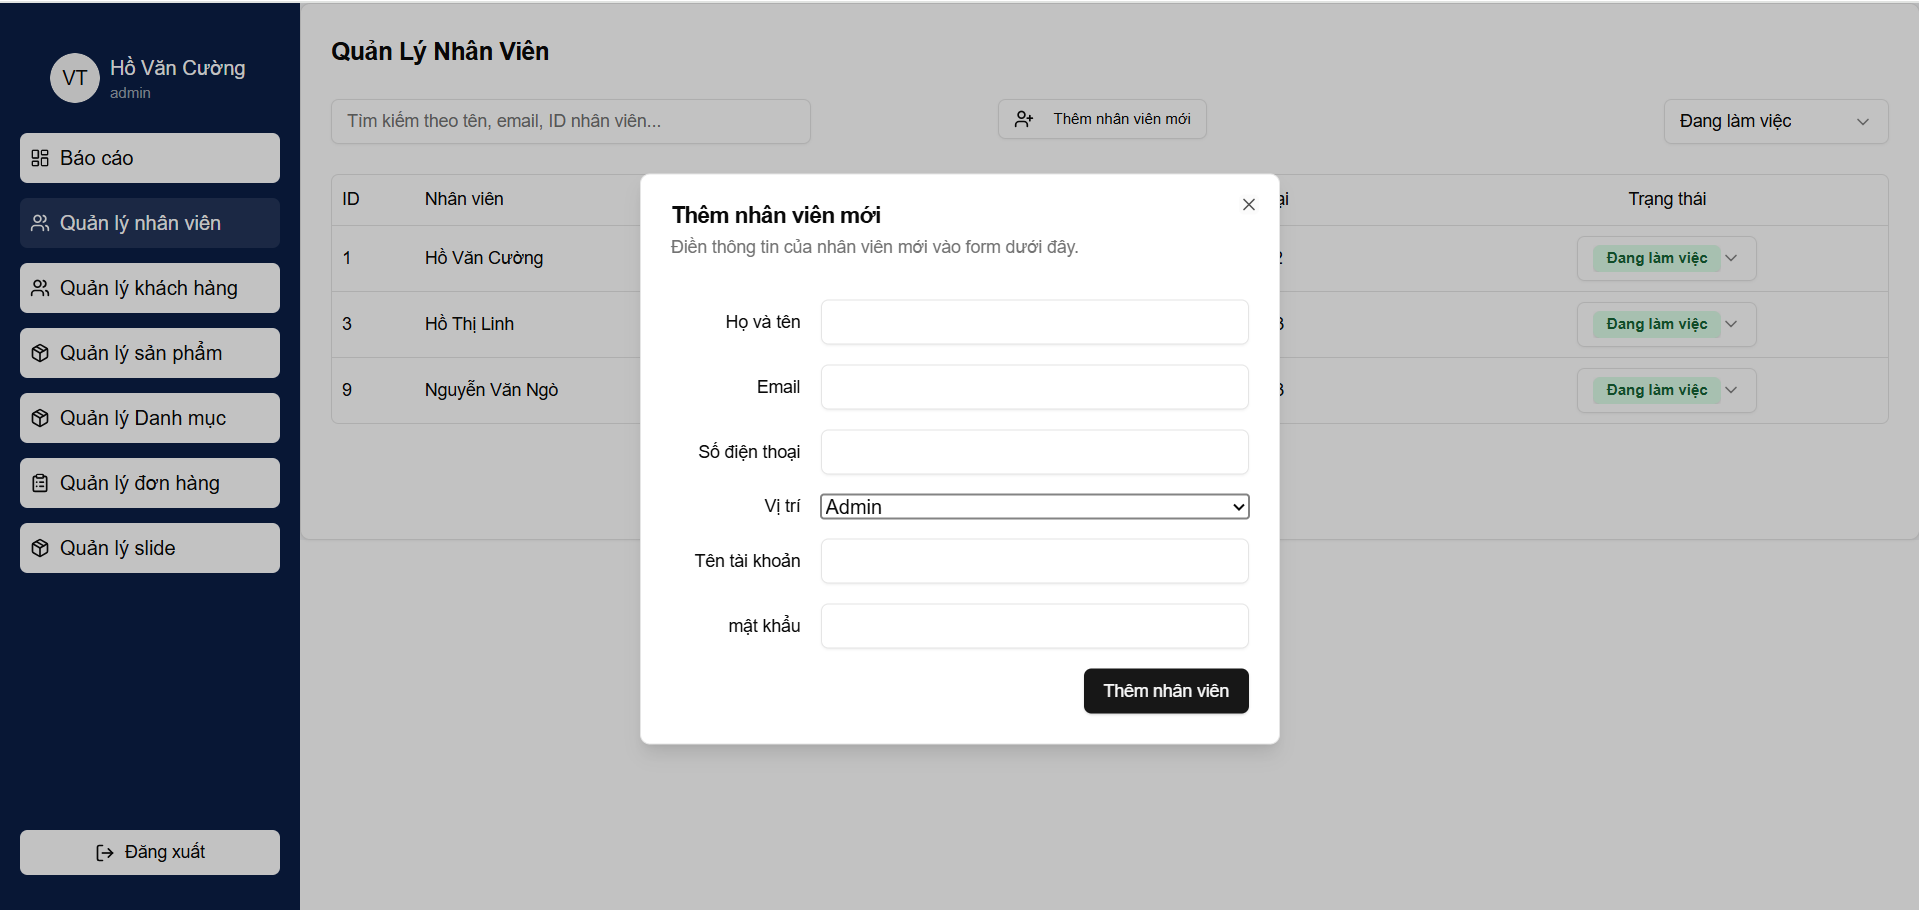 VT
Hồ Văn Cường
admin
Báo cáo
Quản lý nhân viên
Quản lý khách hàng
Quản lý sản phẩm
Quản lý Danh mục
Quản lý đơn hàng
Quản lý slide
Đăng xuất
Quản Lý Nhân Viên
Tìm kiếm theo tên, email, ID nhân viên...
Thêm nhân viên mới
Đang làm việc
ID Nhân viên Trạng thái
1 Hồ Văn Cường Đang làm việc
3 Hồ Thị Linh Đang làm việc
9 Nguyễn Văn Ngò Đang làm việc
Thêm nhân viên mới
Điền thông tin của nhân viên mới vào form dưới đây.
Họ và tên
Email
Số điện thoại
Vị trí Admin
Tên tài khoản
mật khẩu
Thêm nhân viên